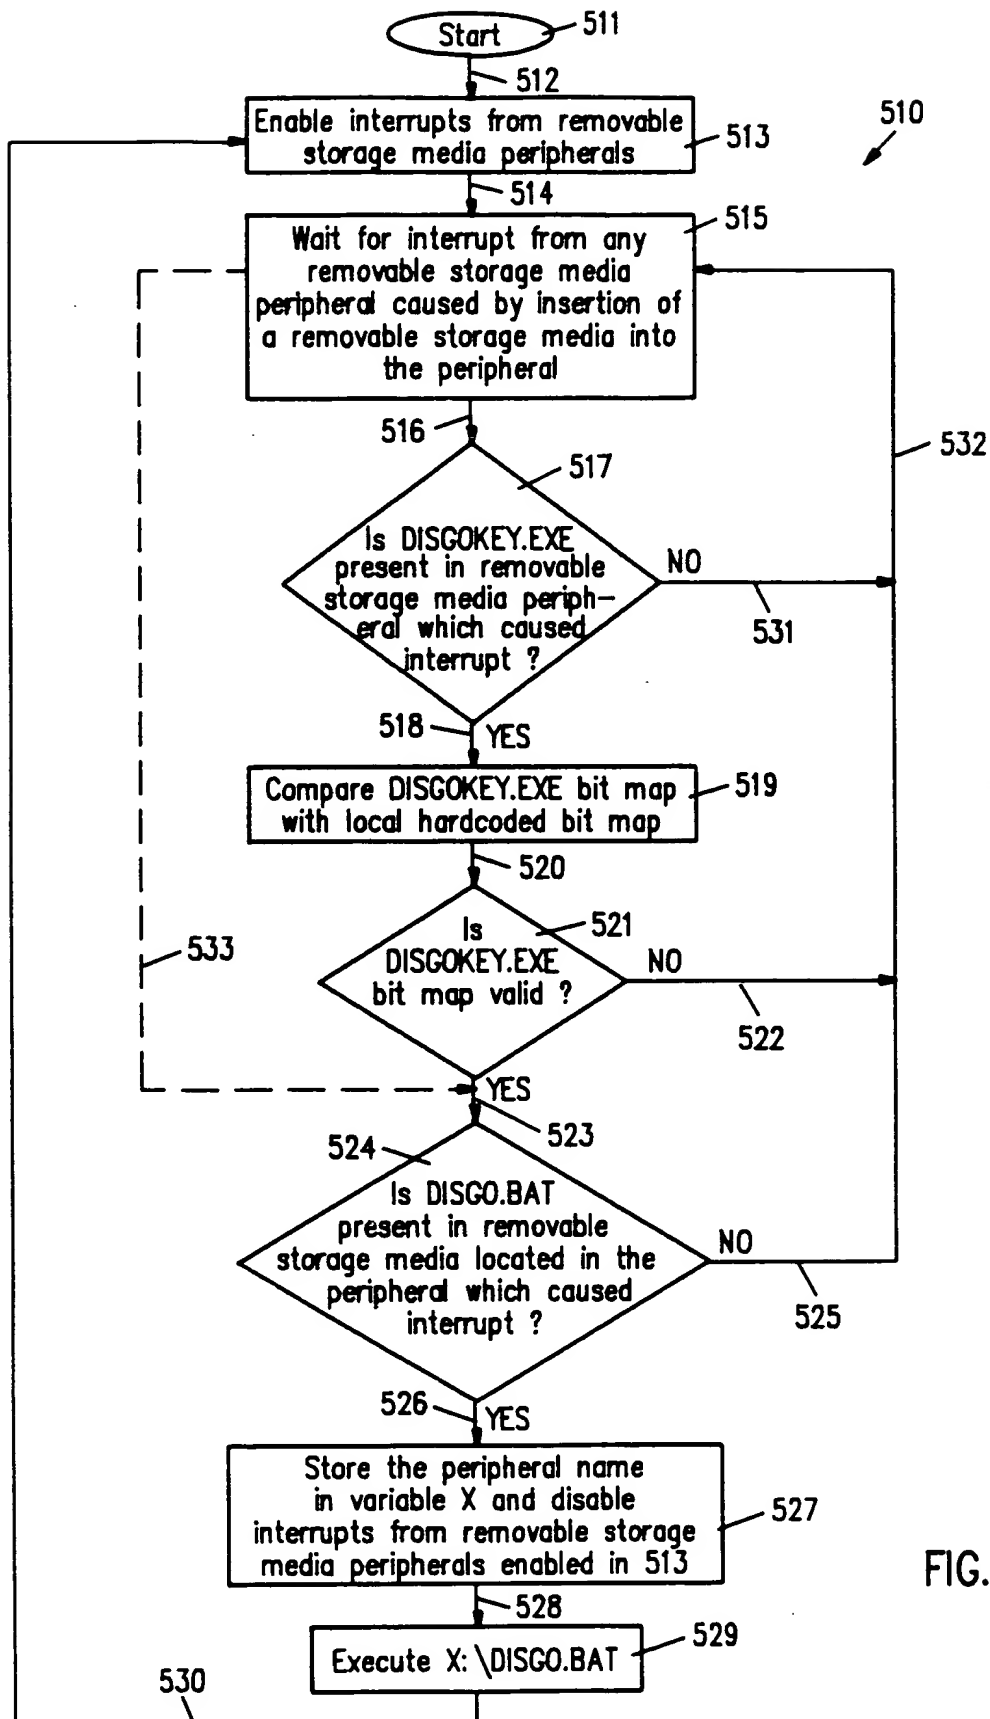 Start
511
512
Enable interrupts from removable
storage media peripherals
513
510
514
515
Wait for interrupt from any
removable storage media
peripheral caused by insertion of
a removable storage media into
the peripheral
516
532
517
Is DISGOKEY.EXE
present in removable
storage media periph-
eral which caused
interrupt ?
NO
531
518
YES
Compare DISGOKEY.EXE bit map
with local hardcoded bit map
519
520
521
Is
DISGOKEY.EXE
bit map valid ?
NO
522
533
YES
523
524
Is DISGO.BAT
present in removable
storage media located in the
peripheral which caused
interrupt ?
NO
525
526
YES
Store the peripheral name
in variable X and disable
interrupts from removable storage
media peripherals enabled in 513
527
FIG.
528
Execute X: \DISGO.BAT
529
530